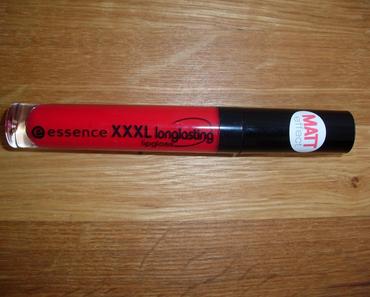 essence XXXL longlasting
lipgloss
MATT
effect